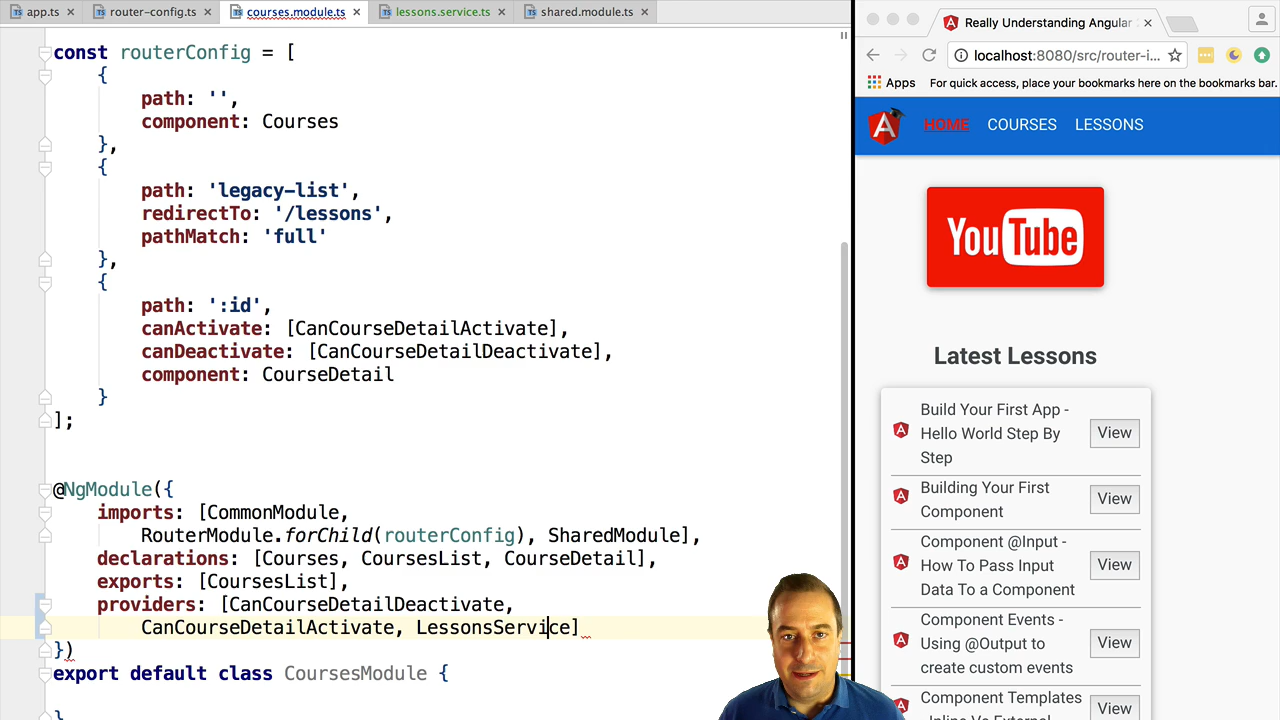 app.ts
router-config.ts
courses.module.ts
lessons.service.ts
shared.module.ts
const routerConfig = [
{
path: '',
component: Courses
},
{
path: 'legacy-list',
redirectTo: '/lessons',
pathMatch: 'full'
},
{
path: ':id',
canActivate: [CanCourseDetailActivate],
canDeactivate: [CanCourseDetailDeactivate],
component: CourseDetail
}
];
@NgModule({
imports: [CommonModule,
RouterModule.forChild(routerConfig), SharedModule],
declarations: [Courses, CoursesList, CourseDetail],
exports: [CoursesList],
providers: [CanCourseDetailDeactivate,
CanCourseDetailActivate, LessonsService]
})
export default class CoursesModule {
}
Really Understanding Angular
localhost:8080/src/router-i...
Apps
For quick access, place your bookmarks here on the bookmarks bar.
HOME
COURSES
LESSONS
YouTube
Latest Lessons
Build Your First App -
Hello World Step By
Step
View
Building Your First
Component
View
Component @Input -
How To Pass Input
Data To a Component
View
Component Events -
Using @Output to
create custom events
View
Component Templates
- Inline Vs External
View